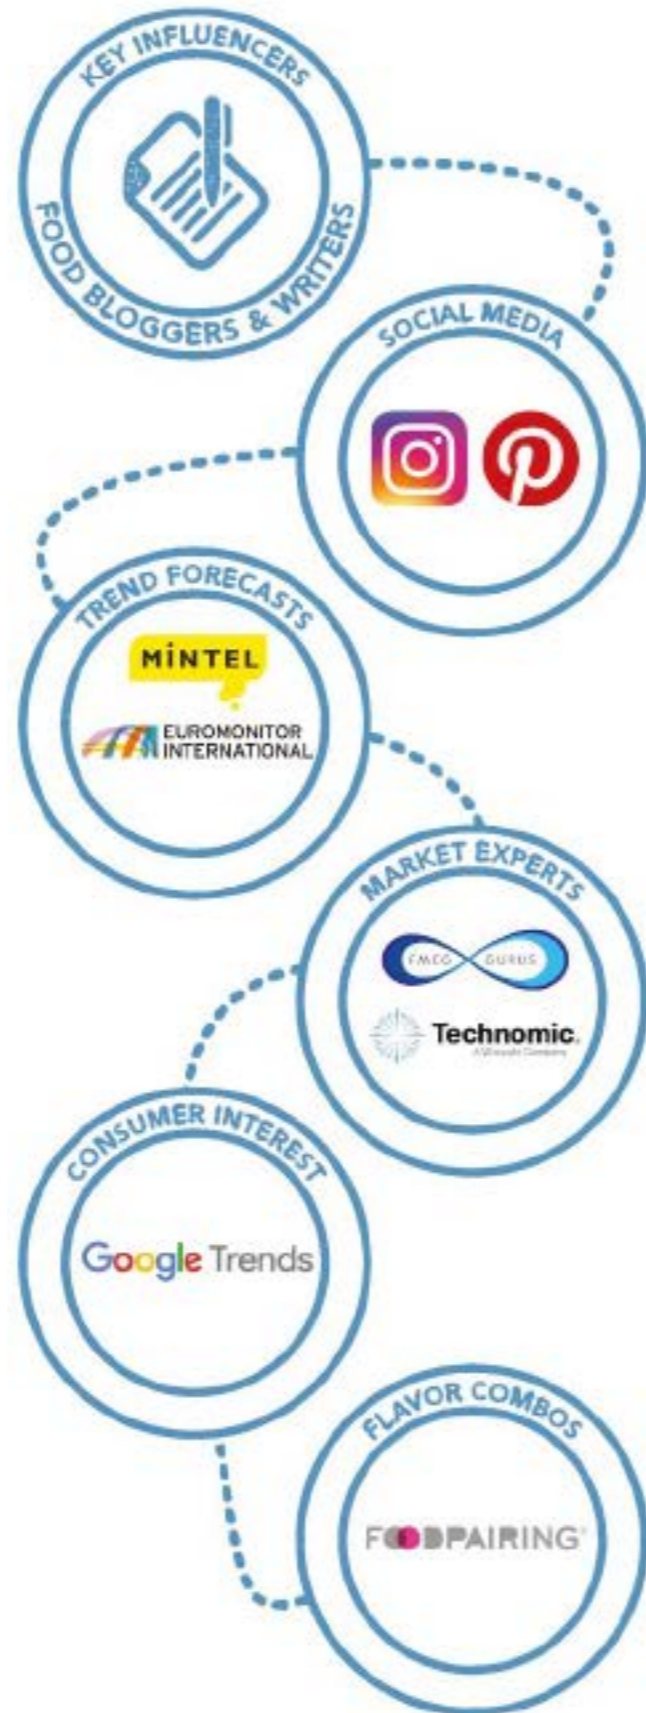 KEY INFLUENCERS
FOOD BLOGGERS & WRITERS
SOCIAL MEDIA
TREND FORECASTS
MiNTEL
EUROMONITOR
INTERNATIONAL
MARKET EXPERTS
FMCG GURUS
Technomic.
CONSUMER INTEREST
Google Trends
FLAVOR COMBOS
FOODPAIRING®